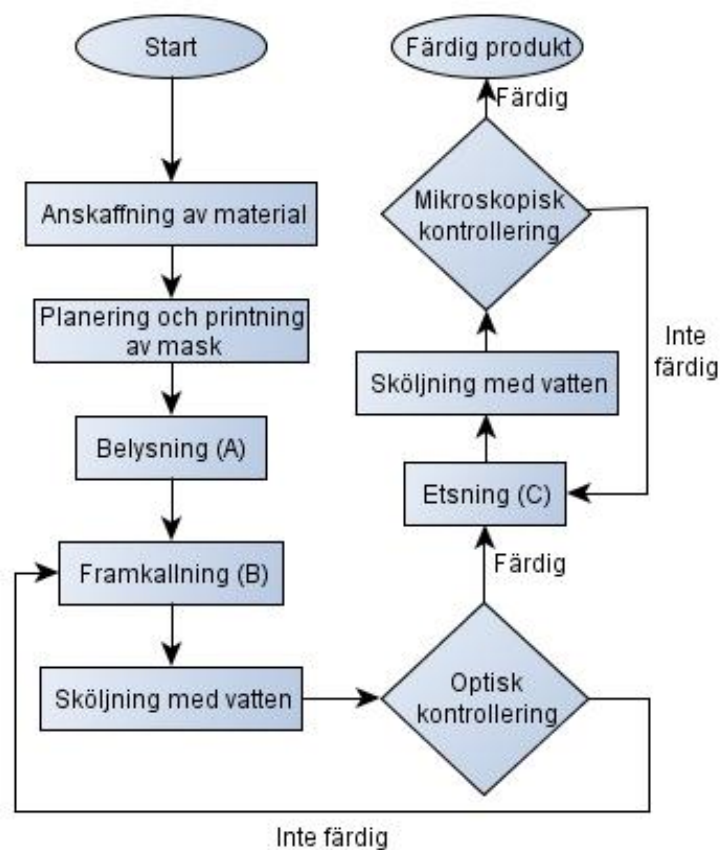 Start
Anskaffning av material
Planering och printning
av mask
Belysning (A)
Framkallning (B)
Sköljning med vatten
Optisk
kontrollering
Inte färdig
Färdig
Etsning (C)
Sköljning med vatten
Mikroskopisk
kontrollering
Inte
färdig
Färdig
Färdig produkt